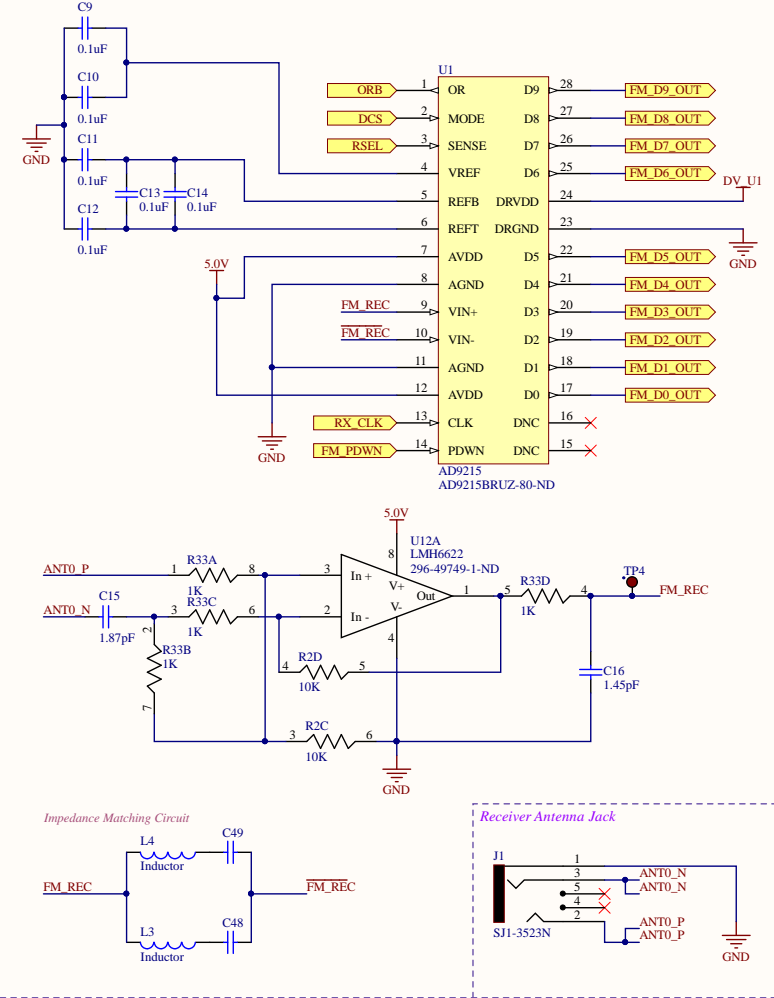 C9
0.1uF
C10
0.1uF
GND
C11
0.1uF
C13
0.1uF
C14
0.1uF
C12
0.1uF
U1
ORB 1 OR D9 28 FM_D9_OUT
DCS 2 MODE D8 27 FM_D8_OUT
RSEL 3 SENSE D7 26 FM_D7_OUT
4 VREF D6 25 FM_D6_OUT
5 REFB DRVDD 24 DV_U1
6 REFT DRGND 23 GND
5.0V 7 AVDD D5 22 FM_D5_OUT
8 AGND D4 21 FM_D4_OUT
FM_REC 9 VIN+ D3 20 FM_D3_OUT
FM_REC 10 VIN- D2 19 FM_D2_OUT
11 AGND D1 18 FM_D1_OUT
12 AVDD D0 17 FM_D0_OUT
RX_CLK 13 CLK DNC 16
FM_PDWN 14 PDWN DNC 15
GND
AD9215
AD9215BRUZ-80-ND
5.0V
U12A
LMH6622
296-49749-1-ND
8
ANT0_P 1 R33A 8 3 In +
1K
V+
Out 1
V-
ANT0_N C15 3 R33C 6 2 In -
1.87pF
1K
4
5 R33D 4
1K
TP4
FM_REC
2
R33B
1K
7
4 R2D 5
10K
C16
1.45pF
3 R2C 6
10K
GND
Impedance Matching Circuit
L4
Inductor
C49
FM_REC
FM_REC
L3
Inductor
C48
Receiver Antenna Jack
J1
1
3 ANT0_N
ANT0_N
5
4
2 ANT0_P
ANT0_P
SJ1-3523N
GND